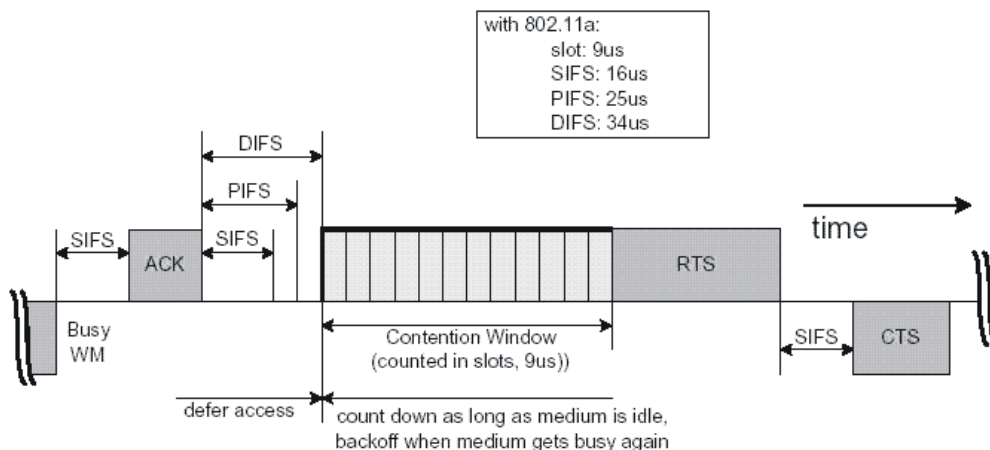 with 802.11a:
slot: 9us
SIFS: 16us
PIFS: 25us
DIFS: 34us
DIFS
PIFS
SIFS
SIFS
time
ACK
RTS
Busy
WM
Contention Window
(counted in slots, 9us))
SIFS
CTS
defer access
count down as long as medium is idle,
backoff when medium gets busy again